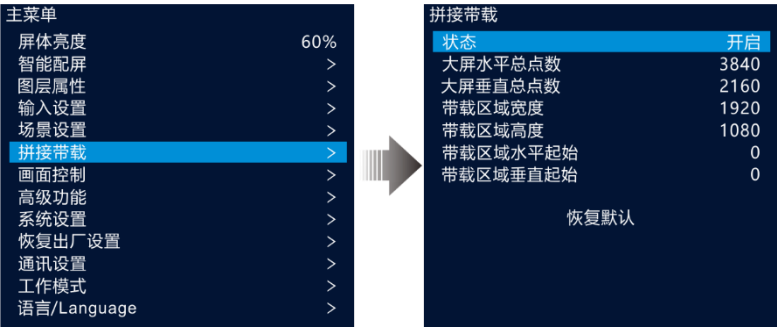 主菜单
屏体亮度 60%
智能配屏 >
图层属性 >
输入设置 >
场景设置 >
拼接带载 >
画面控制 >
高级功能 >
系统设置 >
恢复出厂设置 >
通讯设置 >
工作模式 >
语言/Language >
拼接带载
状态 开启
大屏水平总点数 3840
大屏垂直总点数 2160
带载区域宽度 1920
带载区域高度 1080
带载区域水平起始 0
带载区域垂直起始 0
恢复默认